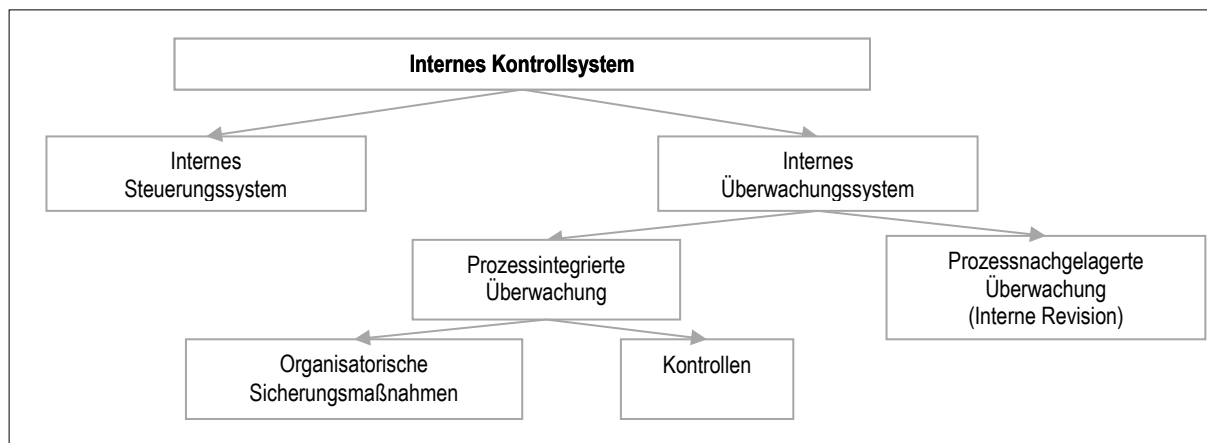 Internes Kontrollsystem
Internes
Steuerungssystem
Internes
Überwachungssystem
Prozessintegrierte
Überwachung
Prozessnachgelagerte
Überwachung
(Interne Revision)
Organisatorische
Sicherungsmaßnahmen
Kontrollen